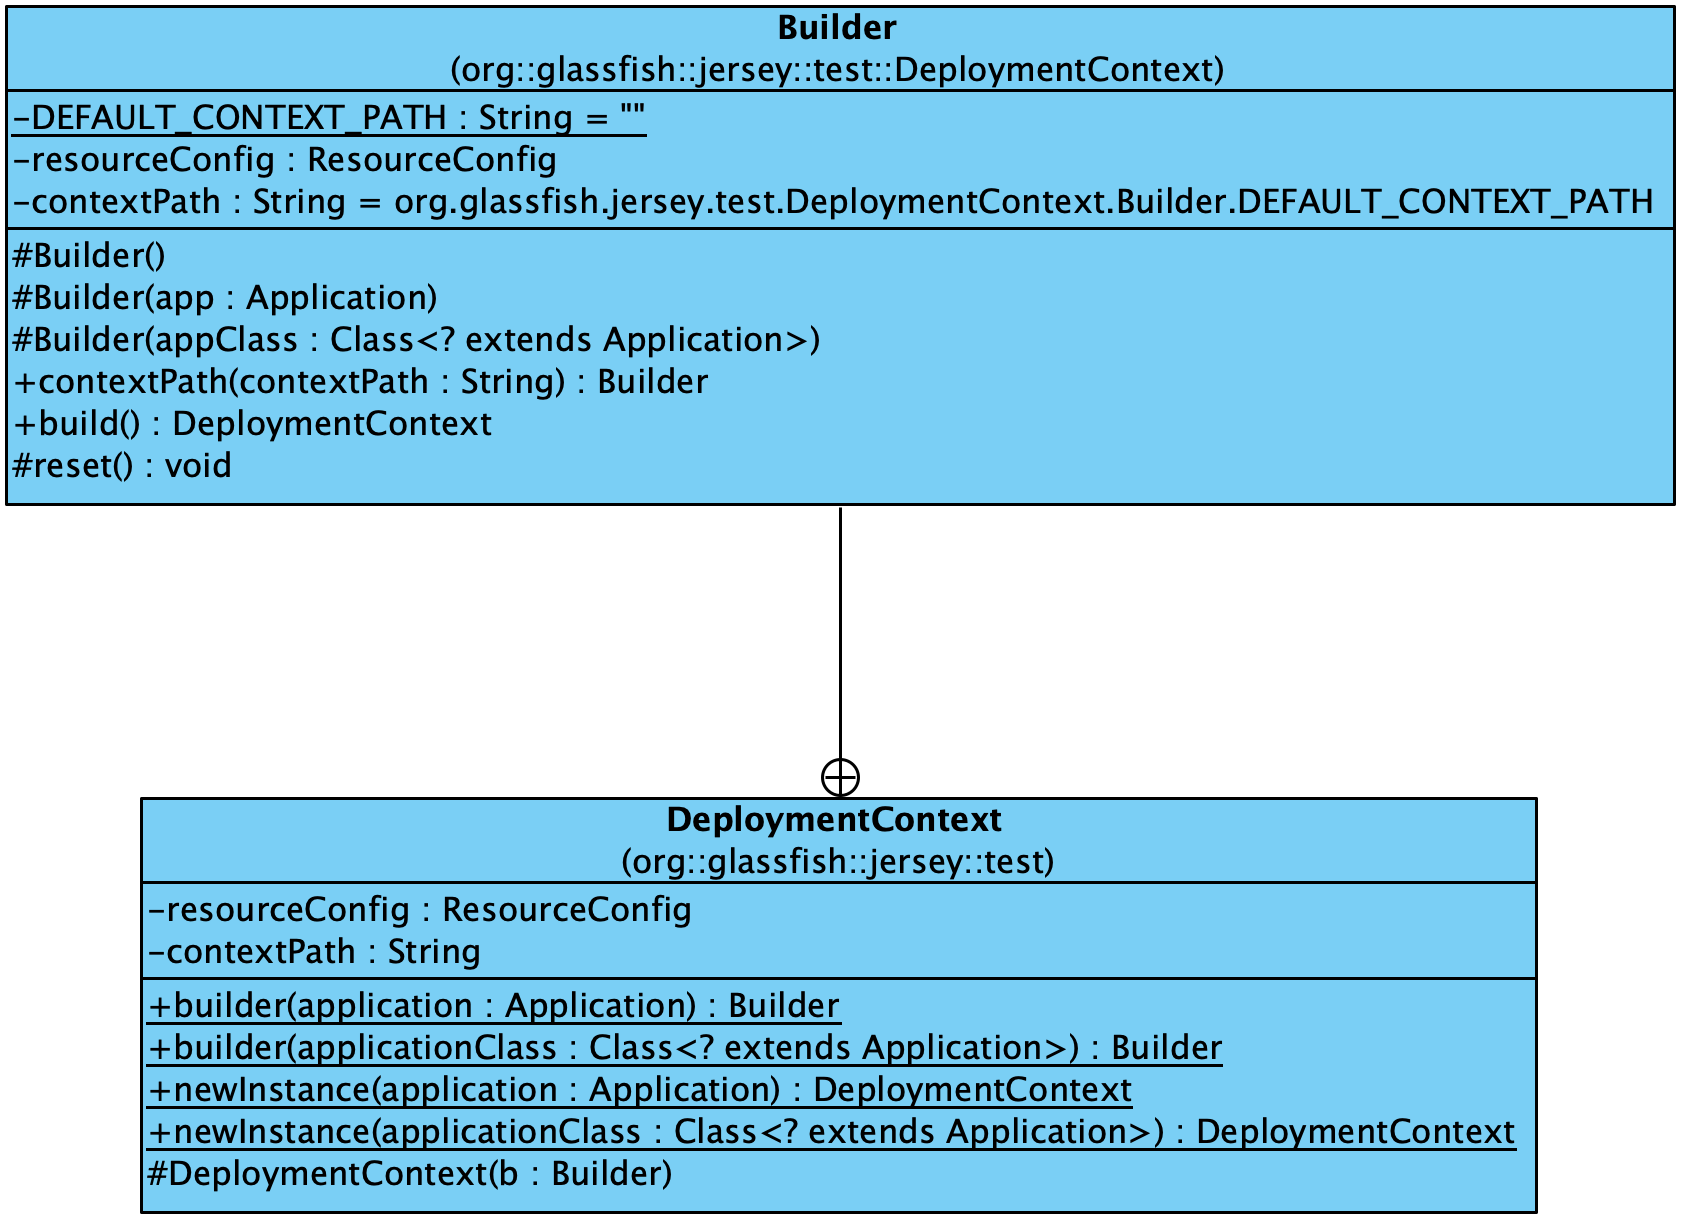 Builder
(org::glassfish::jersey::test::DeploymentContext)
-DEFAULT_CONTEXT_PATH : String = ""
-resourceConfig : ResourceConfig
-contextPath : String = org.glassfish.jersey.test.DeploymentContext.Builder.DEFAULT_CONTEXT_PATH
#Builder()
#Builder(app : Application)
#Builder(appClass : Class<? extends Application>)
+contextPath(contextPath : String) : Builder
+build() : DeploymentContext
#reset() : void
DeploymentContext
(org::glassfish::jersey::test)
-resourceConfig : ResourceConfig
-contextPath : String
+builder(application : Application) : Builder
+builder(applicationClass : Class<? extends Application>) : Builder
+newInstance(application : Application) : DeploymentContext
+newInstance(applicationClass : Class<? extends Application>) : DeploymentContext
#DeploymentContext(b : Builder)